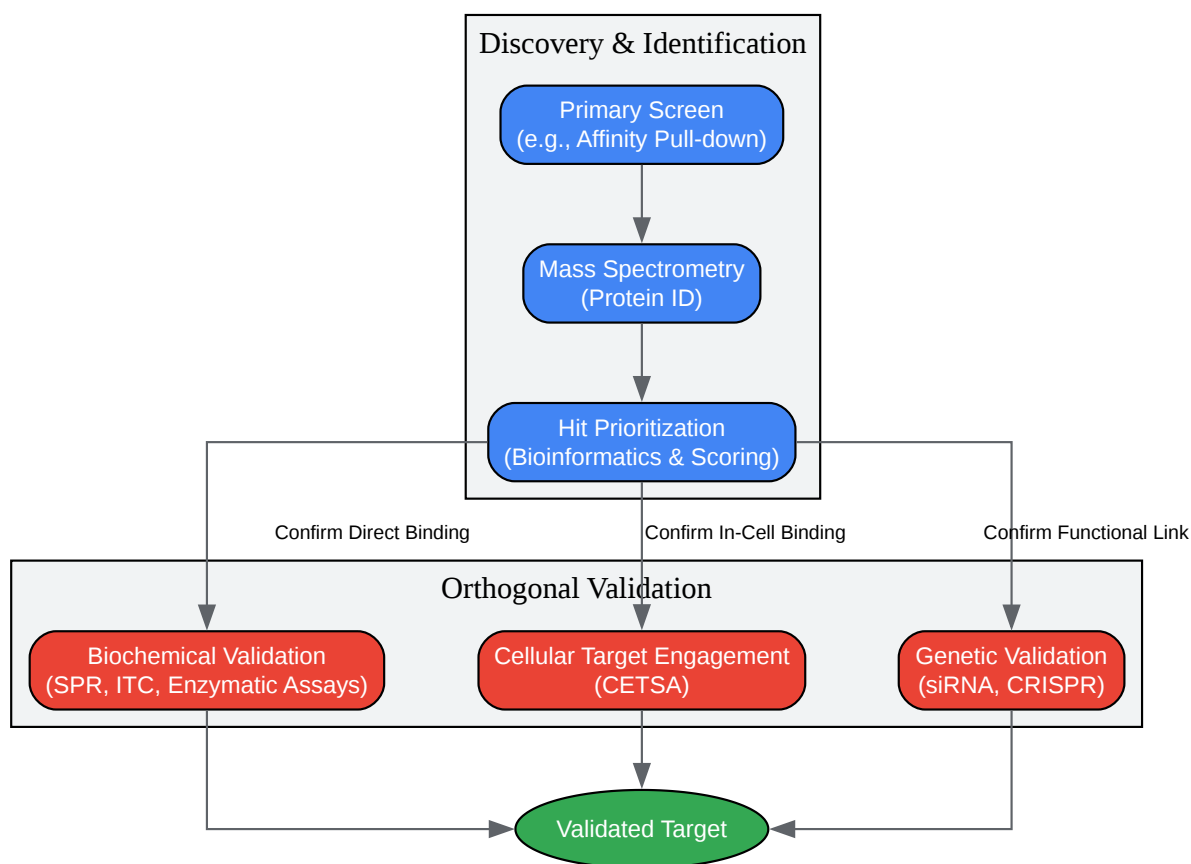 Discovery & Identification
Primary Screen
(e.g., Affinity Pull-down)
Mass Spectrometry
(Protein ID)
Hit Prioritization
(Bioinformatics & Scoring)
Confirm Direct Binding
Confirm In-Cell Binding
Confirm Functional Link
Orthogonal Validation
Biochemical Validation
(SPR, ITC, Enzymatic Assays)
Cellular Target Engagement
(CETSA)
Genetic Validation
(siRNA, CRISPR)
Validated Target